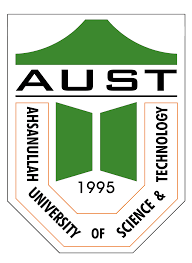 AUST
1995
AHSANULLAH UNIVERSITY OF SCIENCE & TECHNOLOGY